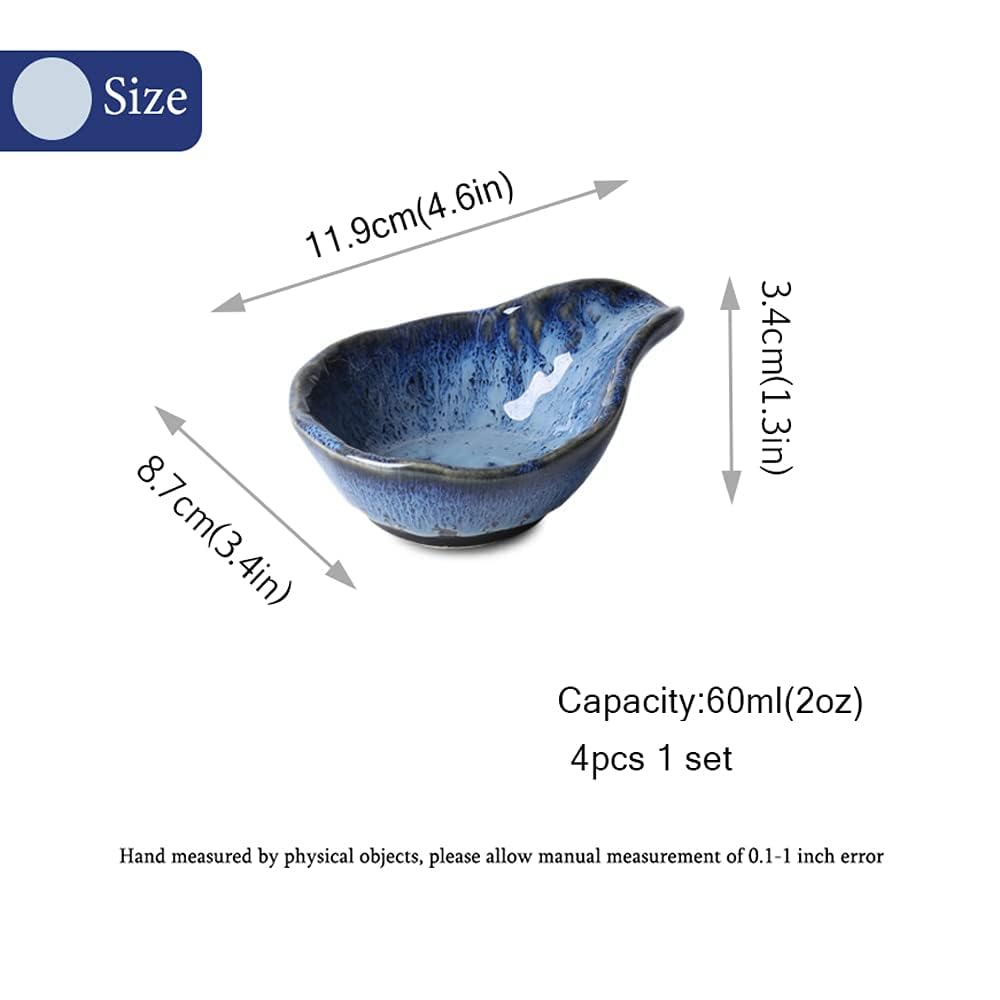 Size
11.9cm(4.6in)
3.4cm(1.3in)
8.7cm(3.4in)
Capacity:60ml(2oz)
4pcs 1 set
Hand measured by physical objects, please allow manual measurement of 0.1-1 inch error